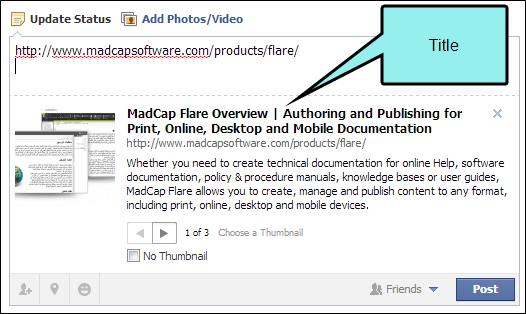 Update Status Add Photos/Video
Title
http://www.madcapsoftware.com/products/flare/
MadCap Flare Overview | Authoring and Publishing for
Print, Online, Desktop and Mobile Documentation
http://www.madcapsoftware.com/products/flare/
Whether you need to create technical documentation for online Help, software
documentation, policy & procedure manuals, knowledge bases or user guides,
MadCap Flare allows you to create, manage and publish content to any format,
including print, online, desktop and mobile devices.
1 of 3 Choose a Thumbnail
No Thumbnail
Friends Post